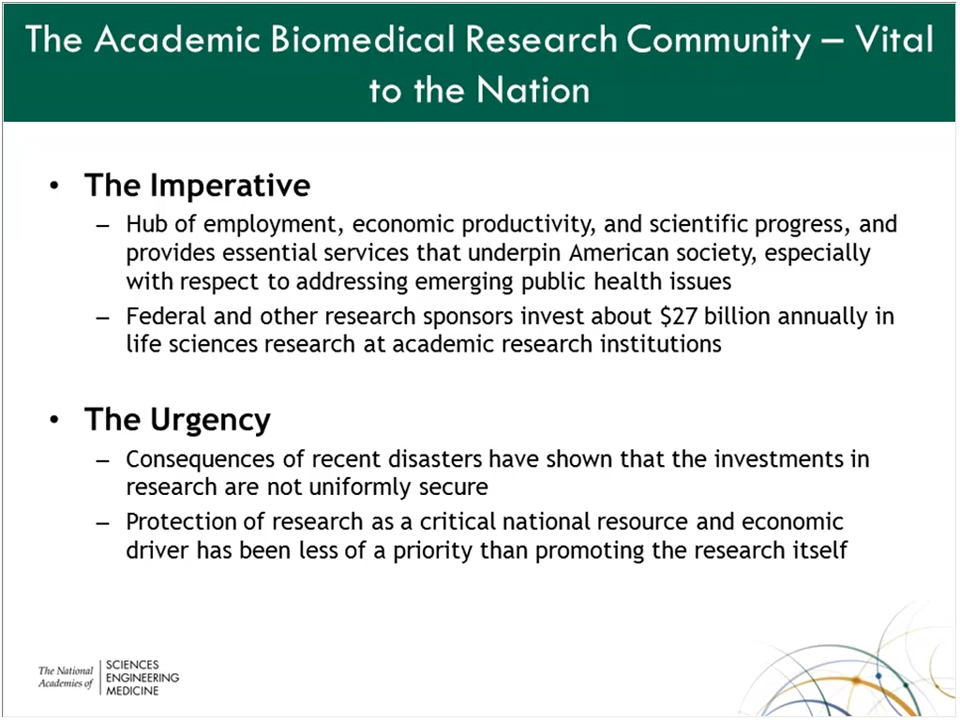 The Academic Biomedical Research Community – Vital
to the Nation
• The Imperative
– Hub of employment, economic productivity, and scientific progress, and
provides essential services that underpin American society, especially
with respect to addressing emerging public health issues
– Federal and other research sponsors invest about $27 billion annually in
life sciences research at academic research institutions
• The Urgency
– Consequences of recent disasters have shown that the investments in
research are not uniformly secure
– Protection of research as a critical national resource and economic
driver has been less of a priority than promoting the research itself
The National
Academies of
SCIENCES
ENGINEERING
MEDICINE